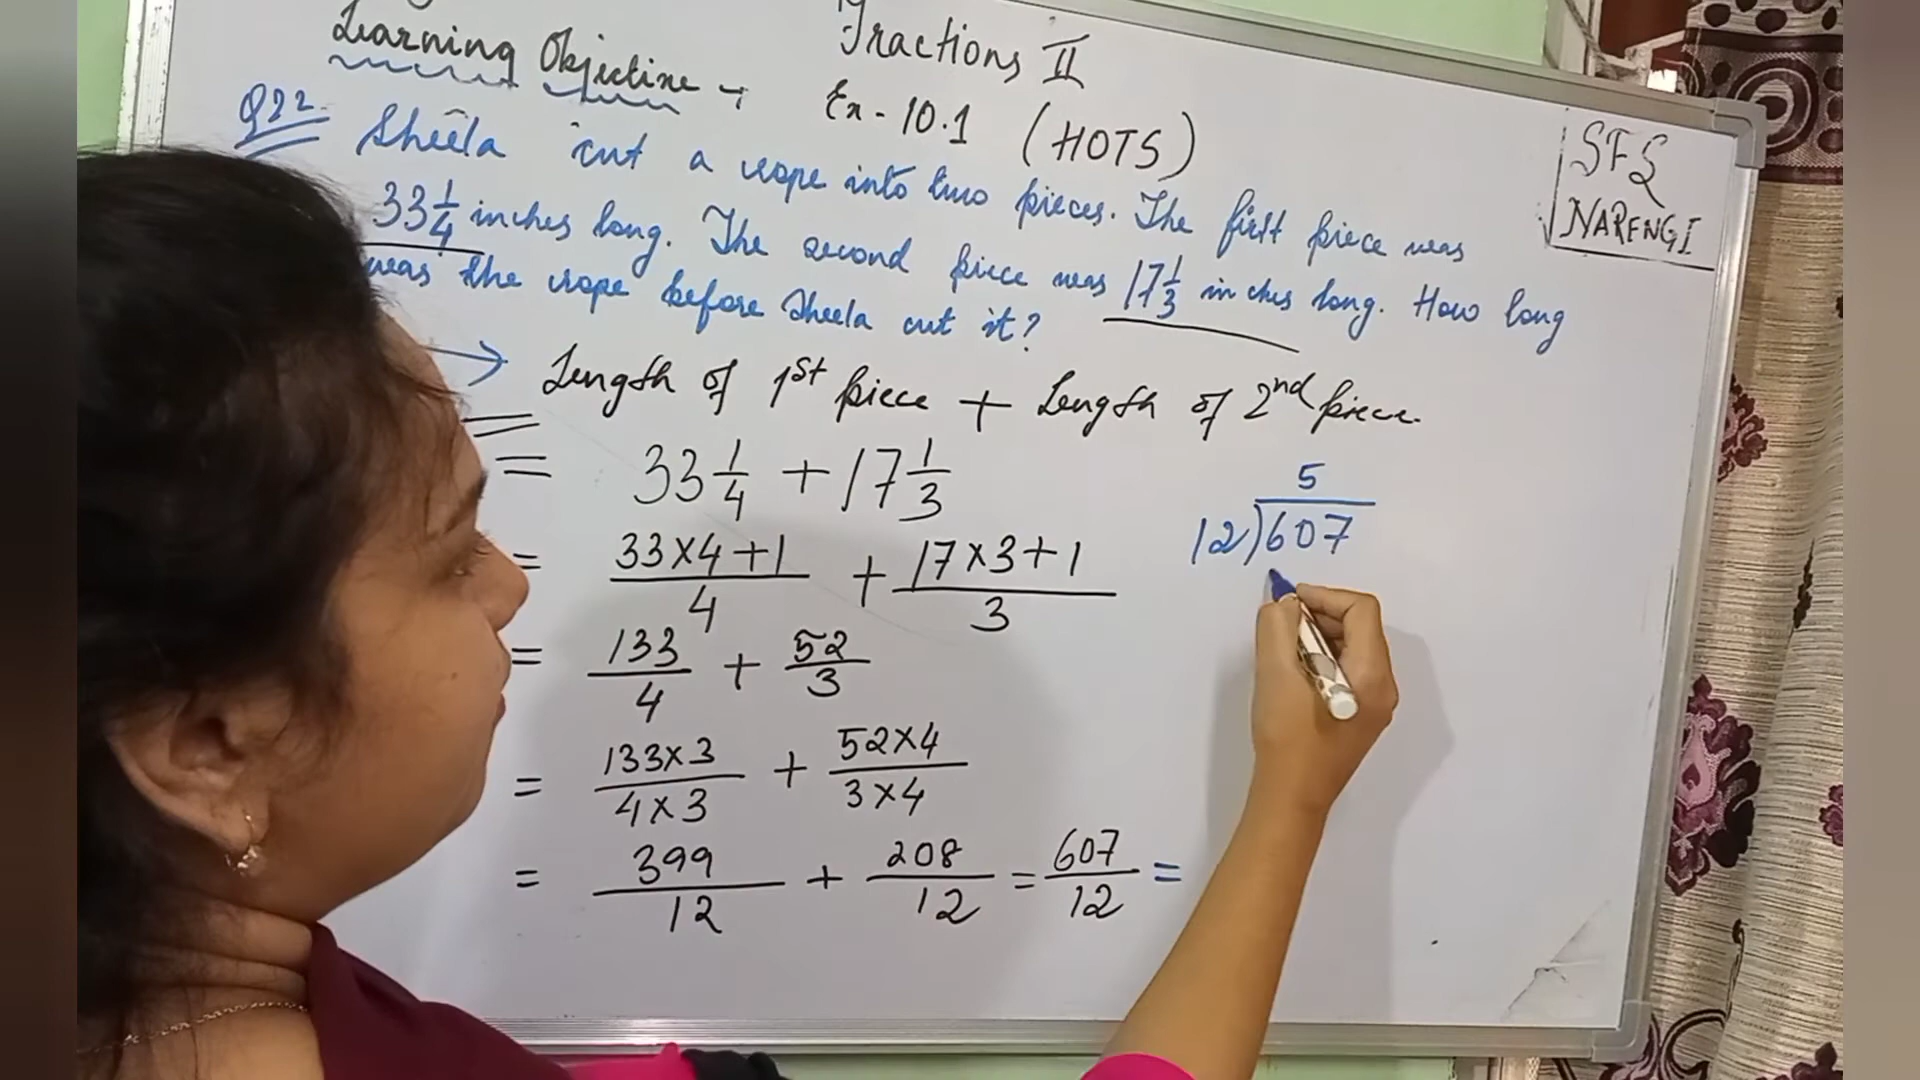 Fractions II
Learning Objective →
Ex - 10.1 (HOTS)
SFS
NARENGI
Q22. Sheela cut a rope into two pieces. The first piece was
33 1/4 inches long. The second piece was 17 1/3 inches long. How long
was the rope before Sheela cut it?
→ Length of 1st piece + Length of 2nd piece.
= 33 1/4 + 17 1/3
= (33×4+1)/4 + (17×3+1)/3
= 133/4 + 52/3
= (133×3)/(4×3) + (52×4)/(3×4)
= 399/12 + 208/12 = 607/12 =
5
12)607